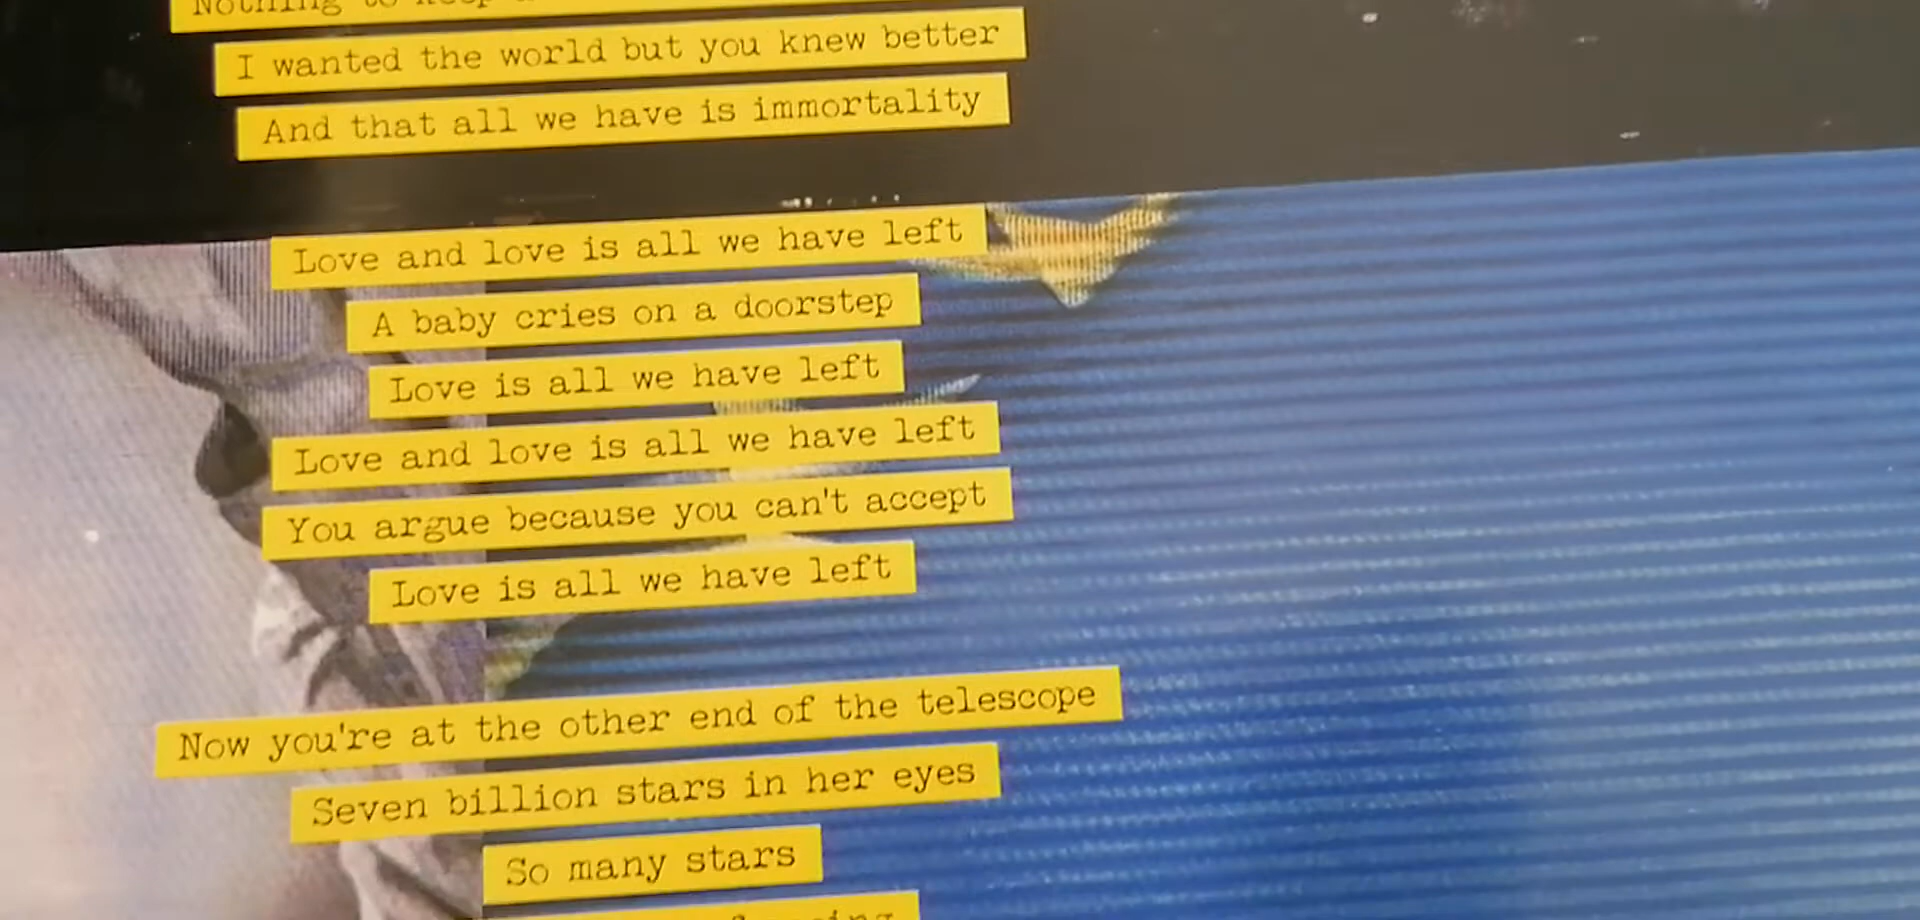 Nothing to keep
I wanted the world but you knew better
And that all we have is immortality
Love and love is all we have left
A baby cries on a doorstep
Love is all we have left
Love and love is all we have left
You argue because you can't accept
Love is all we have left
Now you're at the other end of the telescope
Seven billion stars in her eyes
So many stars